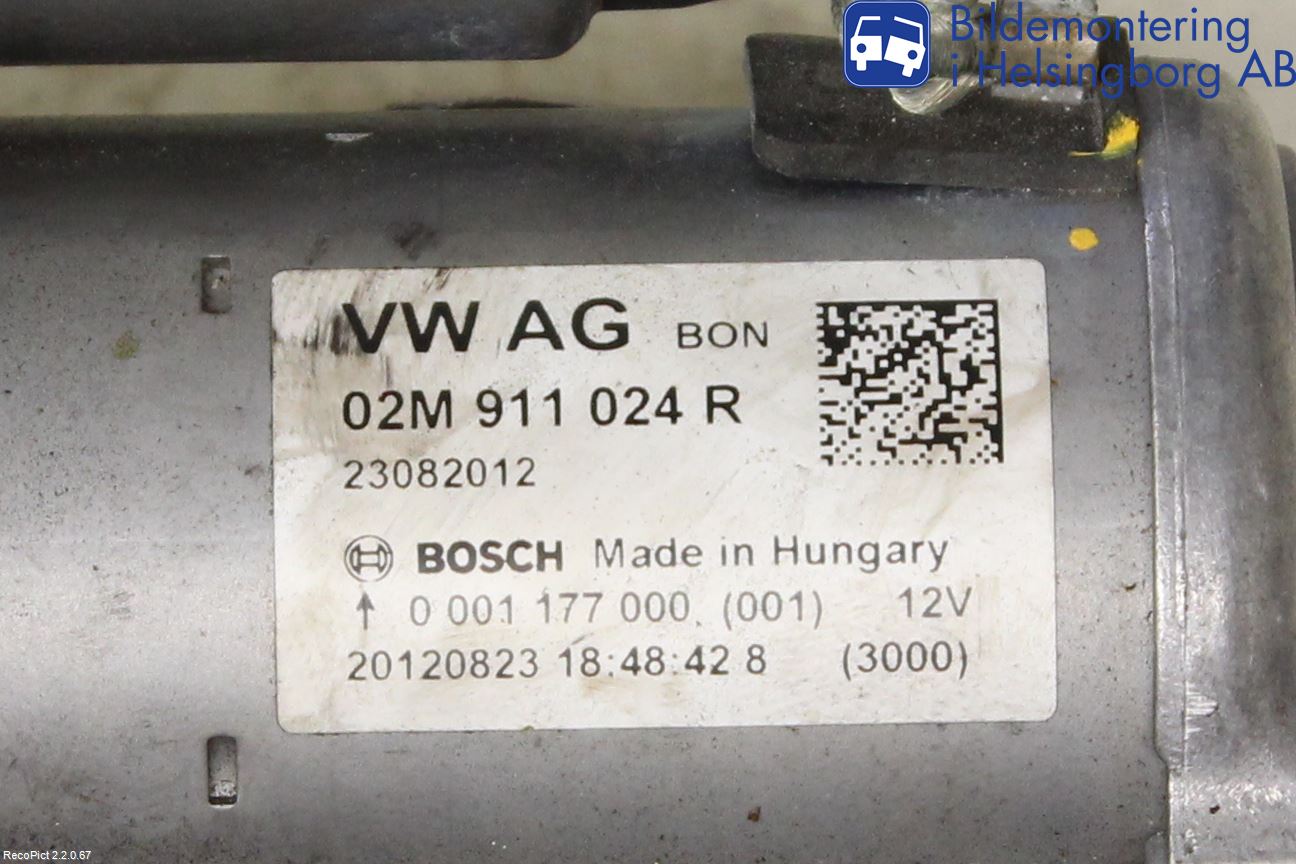 Bildemontering
i Helsingborg AB
VW AG BON
02M 911 024 R
23082012
BOSCH Made in Hungary
↑ 0 001 177 000 (001) 12V
20120823 18:48:42 8 (3000)
RecoPict 2.2.0.67